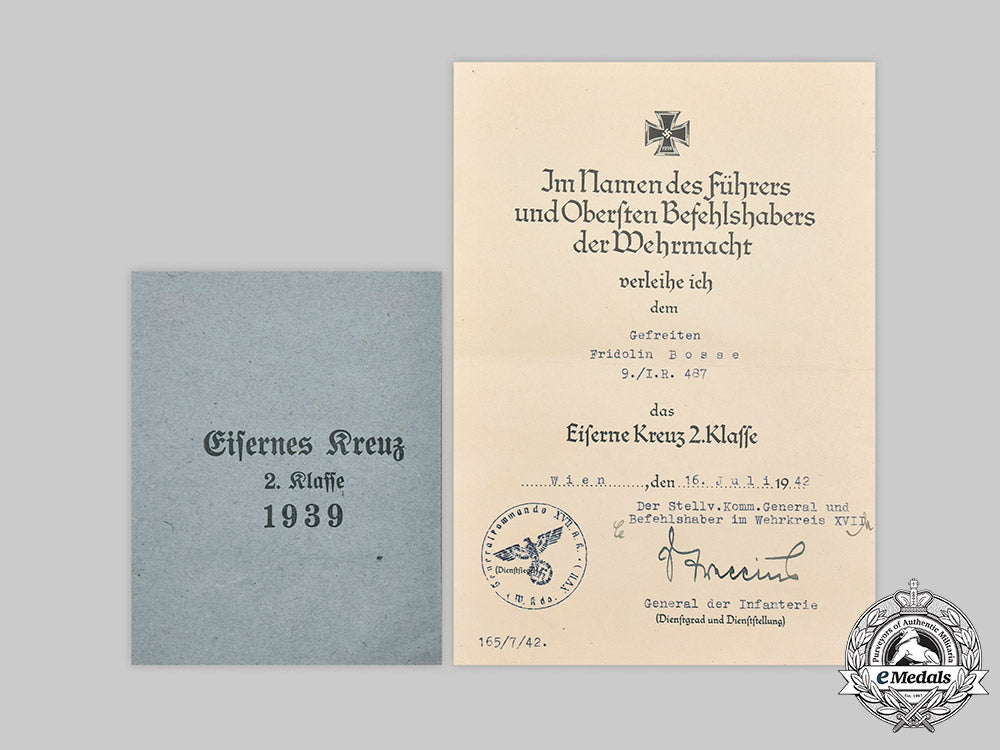 Eisernes Kreuz
2. Klasse
1939
1939
Im Namen des Führers
und Obersten Befehlshabers
der Wehrmacht
verleihe ich
dem
Gefreiten
Fridolin B o s s e
9./I.R. 487
das
Eiserne Kreuz 2.Klasse
Wien, den 16. Juli 1942
Der Stellv.Komm.General und
Befehlshaber im Wehrkreis XVII
(Dienstsiegel)
General der Infanterie
(Dienstgrad und Dienststellung)
165/7/42.
Purveyors of Authentic Militaria
eMedals